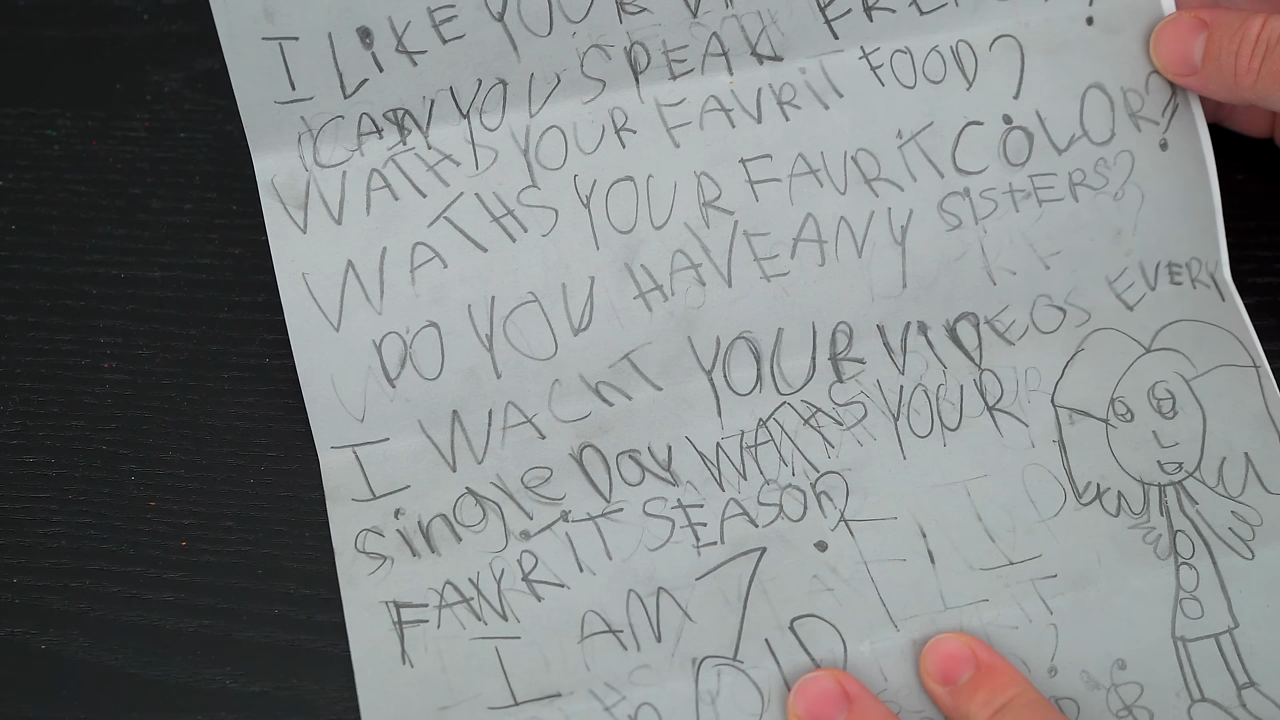 I LIKE YOUR
CAN YOU SPEAK
WATHS YOUR FAVRIT FOOD?
WATHS YOUR FAVRIT COLOR?
DO YOU HAVE ANY SISTERS?
I WACHT YOUR VIDEOS EVERY
single Day WATHS YOUR
FAVRIT SEASON?
I AM 7